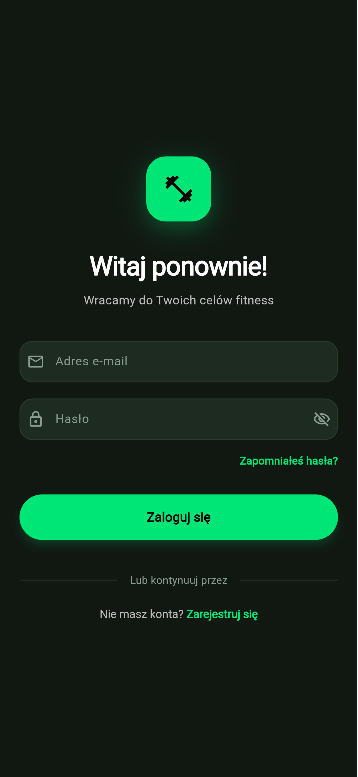 Witaj ponownie!
Wracamy do Twoich celów fitness
Adres e-mail
Hasło
Zapomniałeś hasła?
Zaloguj się
Lub kontynuuj przez
Nie masz konta? Zarejestruj się